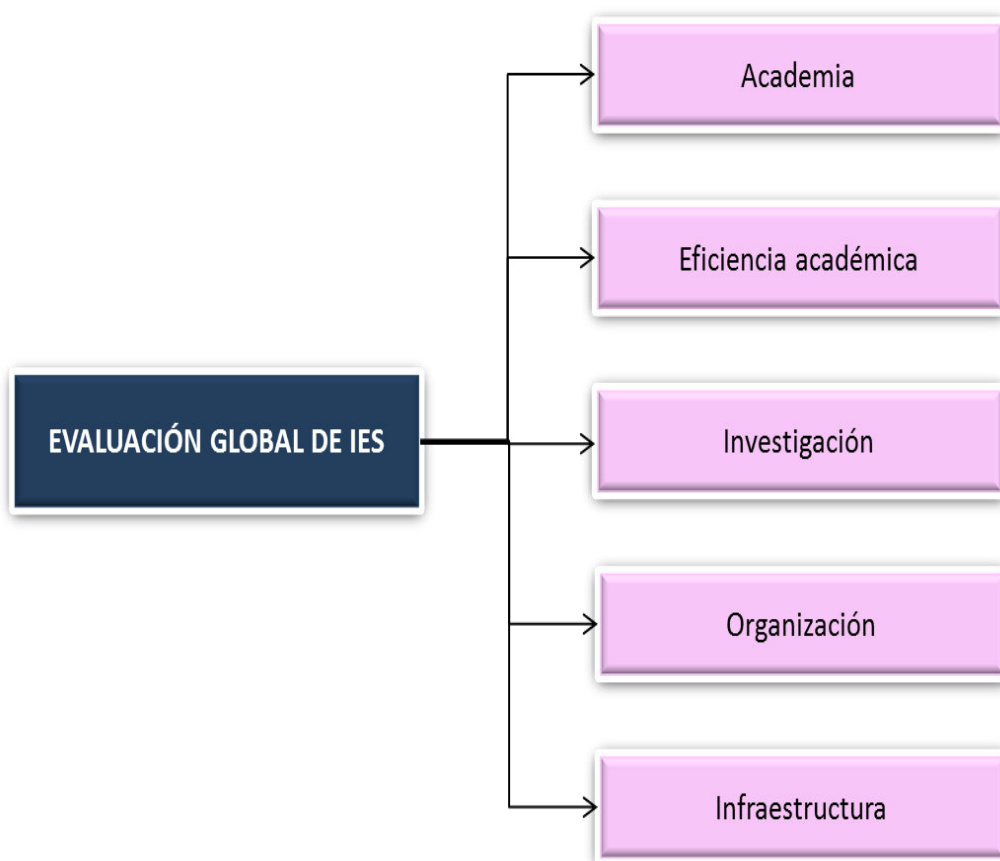 Academia
Eficiencia académica
EVALUACIÓN GLOBAL DE IES
Investigación
Organización
Infraestructura